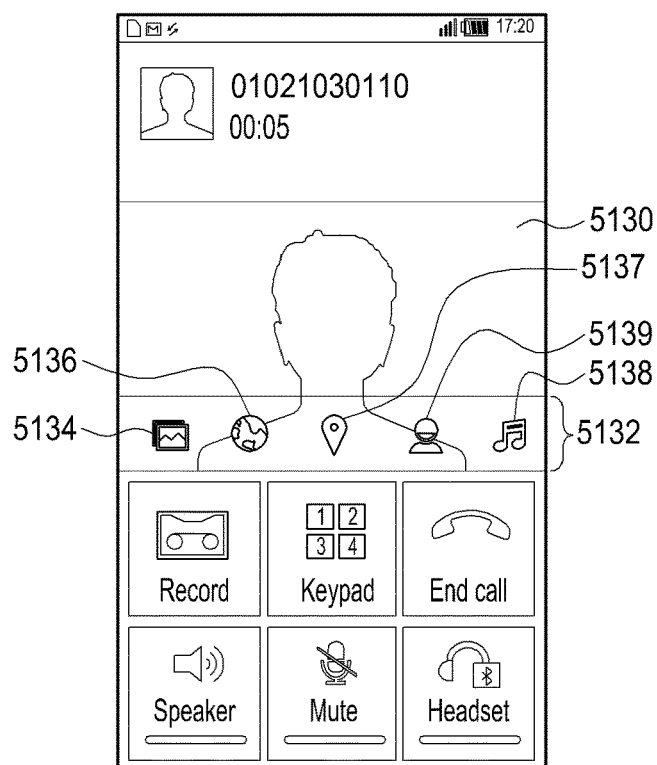 17:20
01021030110
00:05
5130
5137
5139
5136
5138
5134
5132
1 2
3 4
Record
Keypad
End call
Speaker
Mute
Headset